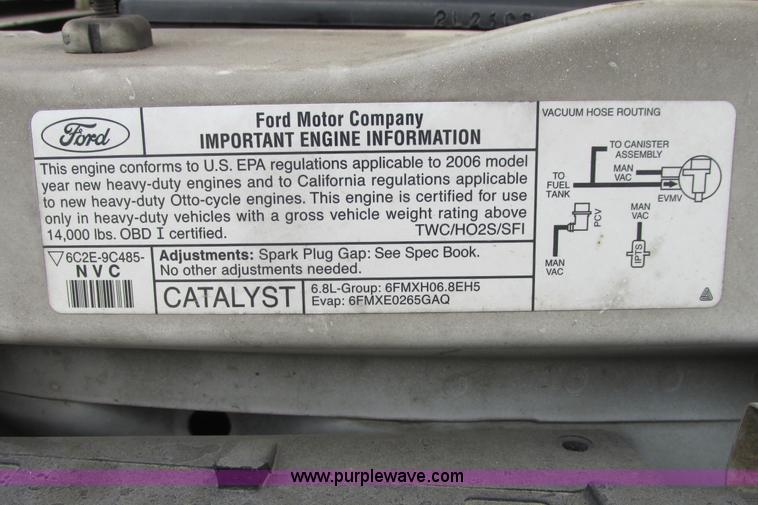 Ford
Ford Motor Company
IMPORTANT ENGINE INFORMATION
This engine conforms to U.S. EPA regulations applicable to 2006 model
year new heavy-duty engines and to California regulations applicable
to new heavy-duty Otto-cycle engines. This engine is certified for use
only in heavy-duty vehicles with a gross vehicle weight rating above
14,000 lbs. OBD I certified. TWC/HO2S/SFI
6C2E-9C485-
NVC
Adjustments: Spark Plug Gap: See Spec Book.
No other adjustments needed.
CATALYST
6.8L-Group: 6FMXH06.8EH5
Evap: 6FMXE0265GAQ
VACUUM HOSE ROUTING
TO CANISTER
ASSEMBLY
MAN
VAC
TO
FUEL
TANK
EVMV
PCV
MAN
VAC
IPTS
MAN
VAC
www.purplewave.com